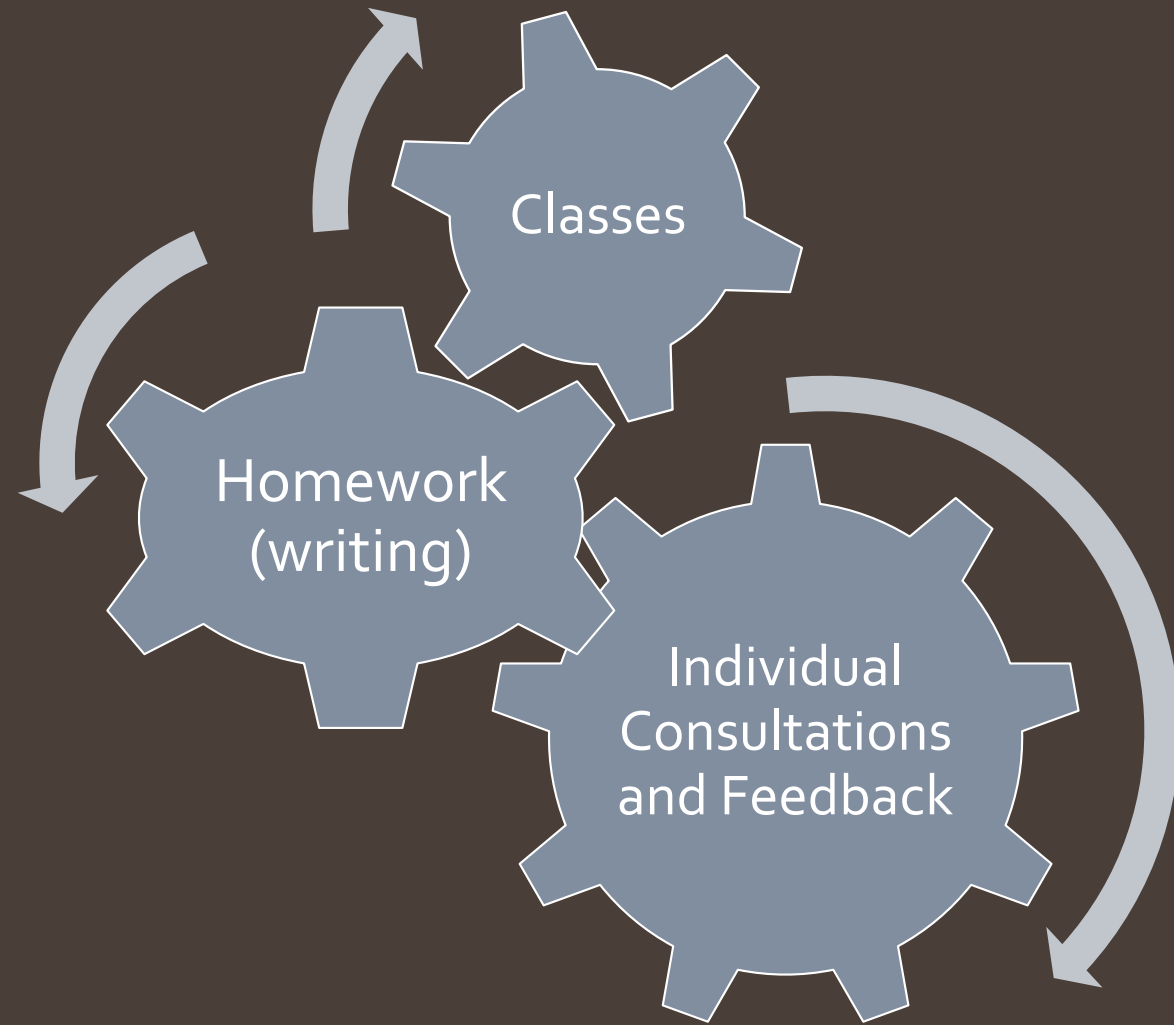 Classes
Homework
(writing)
Individual
Consultations
and Feedback